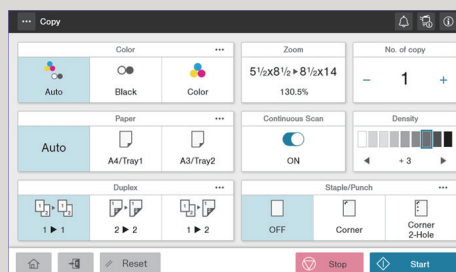 Copy
Color
Auto
Black
Color
Zoom
5½x8½▶8½x14
130.5%
No. of copy
− 1 +
Paper
Auto
A4/Tray1
A3/Tray2
Continuous Scan
ON
Density
◀ + 3 ▶
Duplex
1 ▶ 1
2 ▶ 2
1 ▶ 2
Staple/Punch
OFF
Corner
Corner
2-Hole
Reset
Stop
Start